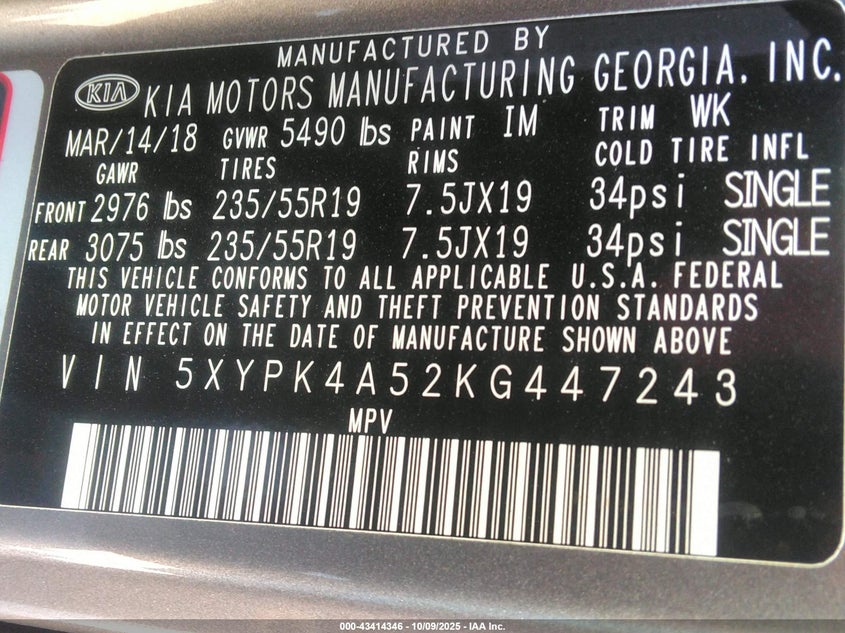 MANUFACTURED BY
KIA KIA MOTORS MANUFACTURING GEORGIA, INC.
MAR/14/18 GVWR 5490 lbs PAINT IM TRIM WK
GAWR TIRES RIMS COLD TIRE INFL
FRONT 2976 lbs 235/55R19 7.5JX19 34psi SINGLE
REAR 3075 lbs 235/55R19 7.5JX19 34psi SINGLE
THIS VEHICLE CONFORMS TO ALL APPLICABLE U.S.A. FEDERAL
MOTOR VEHICLE SAFETY AND THEFT PREVENTION STANDARDS
IN EFFECT ON THE DATE OF MANUFACTURE SHOWN ABOVE
VIN 5XYPK4A52KG447243
MPV
000-43414346 - 10/09/2025 - IAA Inc.